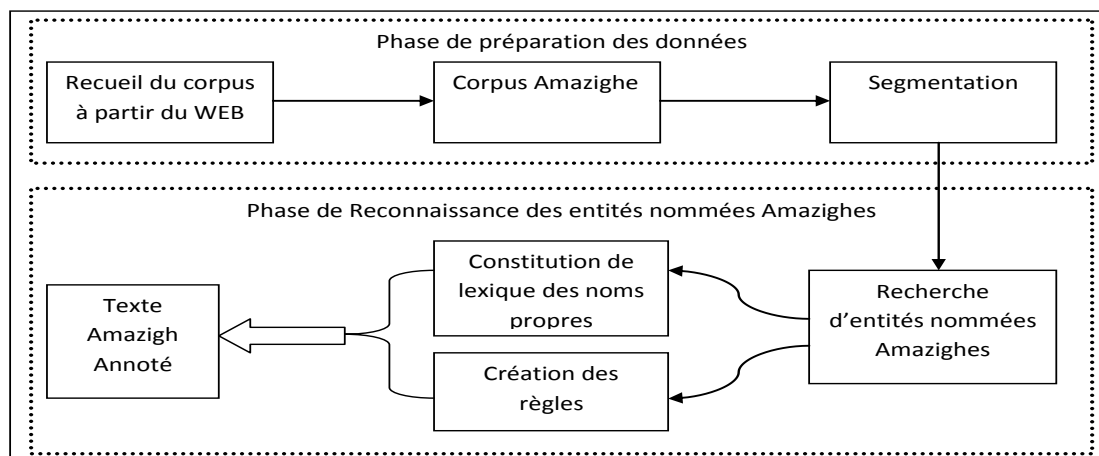 Phase de préparation des données
Recueil du corpus
à partir du WEB
Corpus Amazighe
Segmentation
Phase de Reconnaissance des entités nommées Amazighes
Constitution de
lexique des noms
propres
Recherche
d'entités nommées
Amazighes
Texte
Amazigh
Annoté
Création des
règles